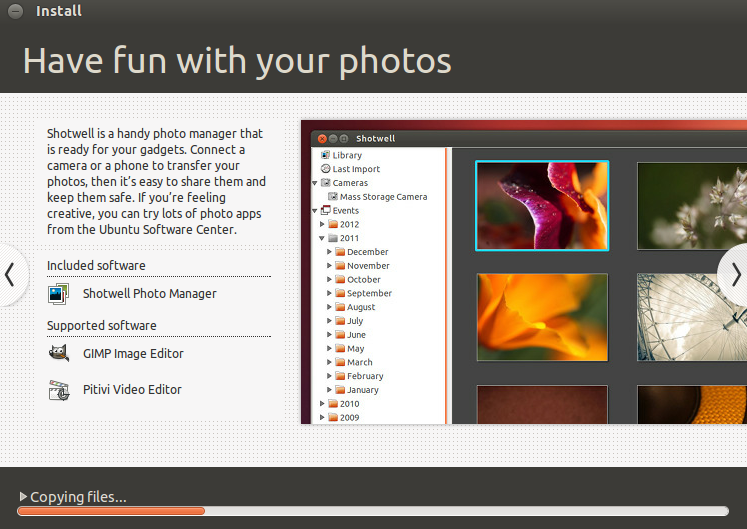 Install
Have fun with your photos
Shotwell is a handy photo manager that
is ready for your gadgets. Connect a
camera or a phone to transfer your
photos, then it's easy to share them and
keep them safe. If you're feeling
creative, you can try lots of photo apps
from the Ubuntu Software Center.
Included software
Shotwell Photo Manager
Supported software
GIMP Image Editor
Pitivi Video Editor
Shotwell
Library
Last Import
Cameras
Mass Storage Camera
Events
2012
2011
December
November
October
September
August
July
June
May
March
February
January
2010
2009
Copying files...